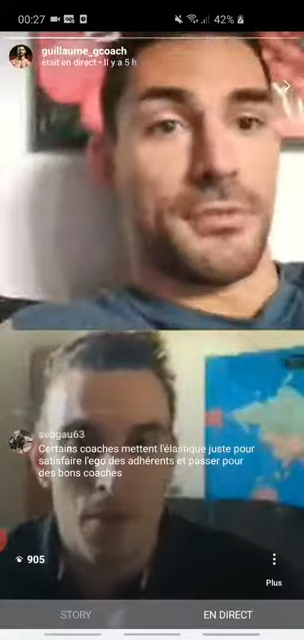 00:27
42%
guillaume_gcoach
était en direct • Il y a 5 h
sebgau63
Certains coaches mettent l'élastique juste pour
satisfaire l'ego des adhérents et passer pour
des bons coaches
905
Plus
STORY
EN DIRECT